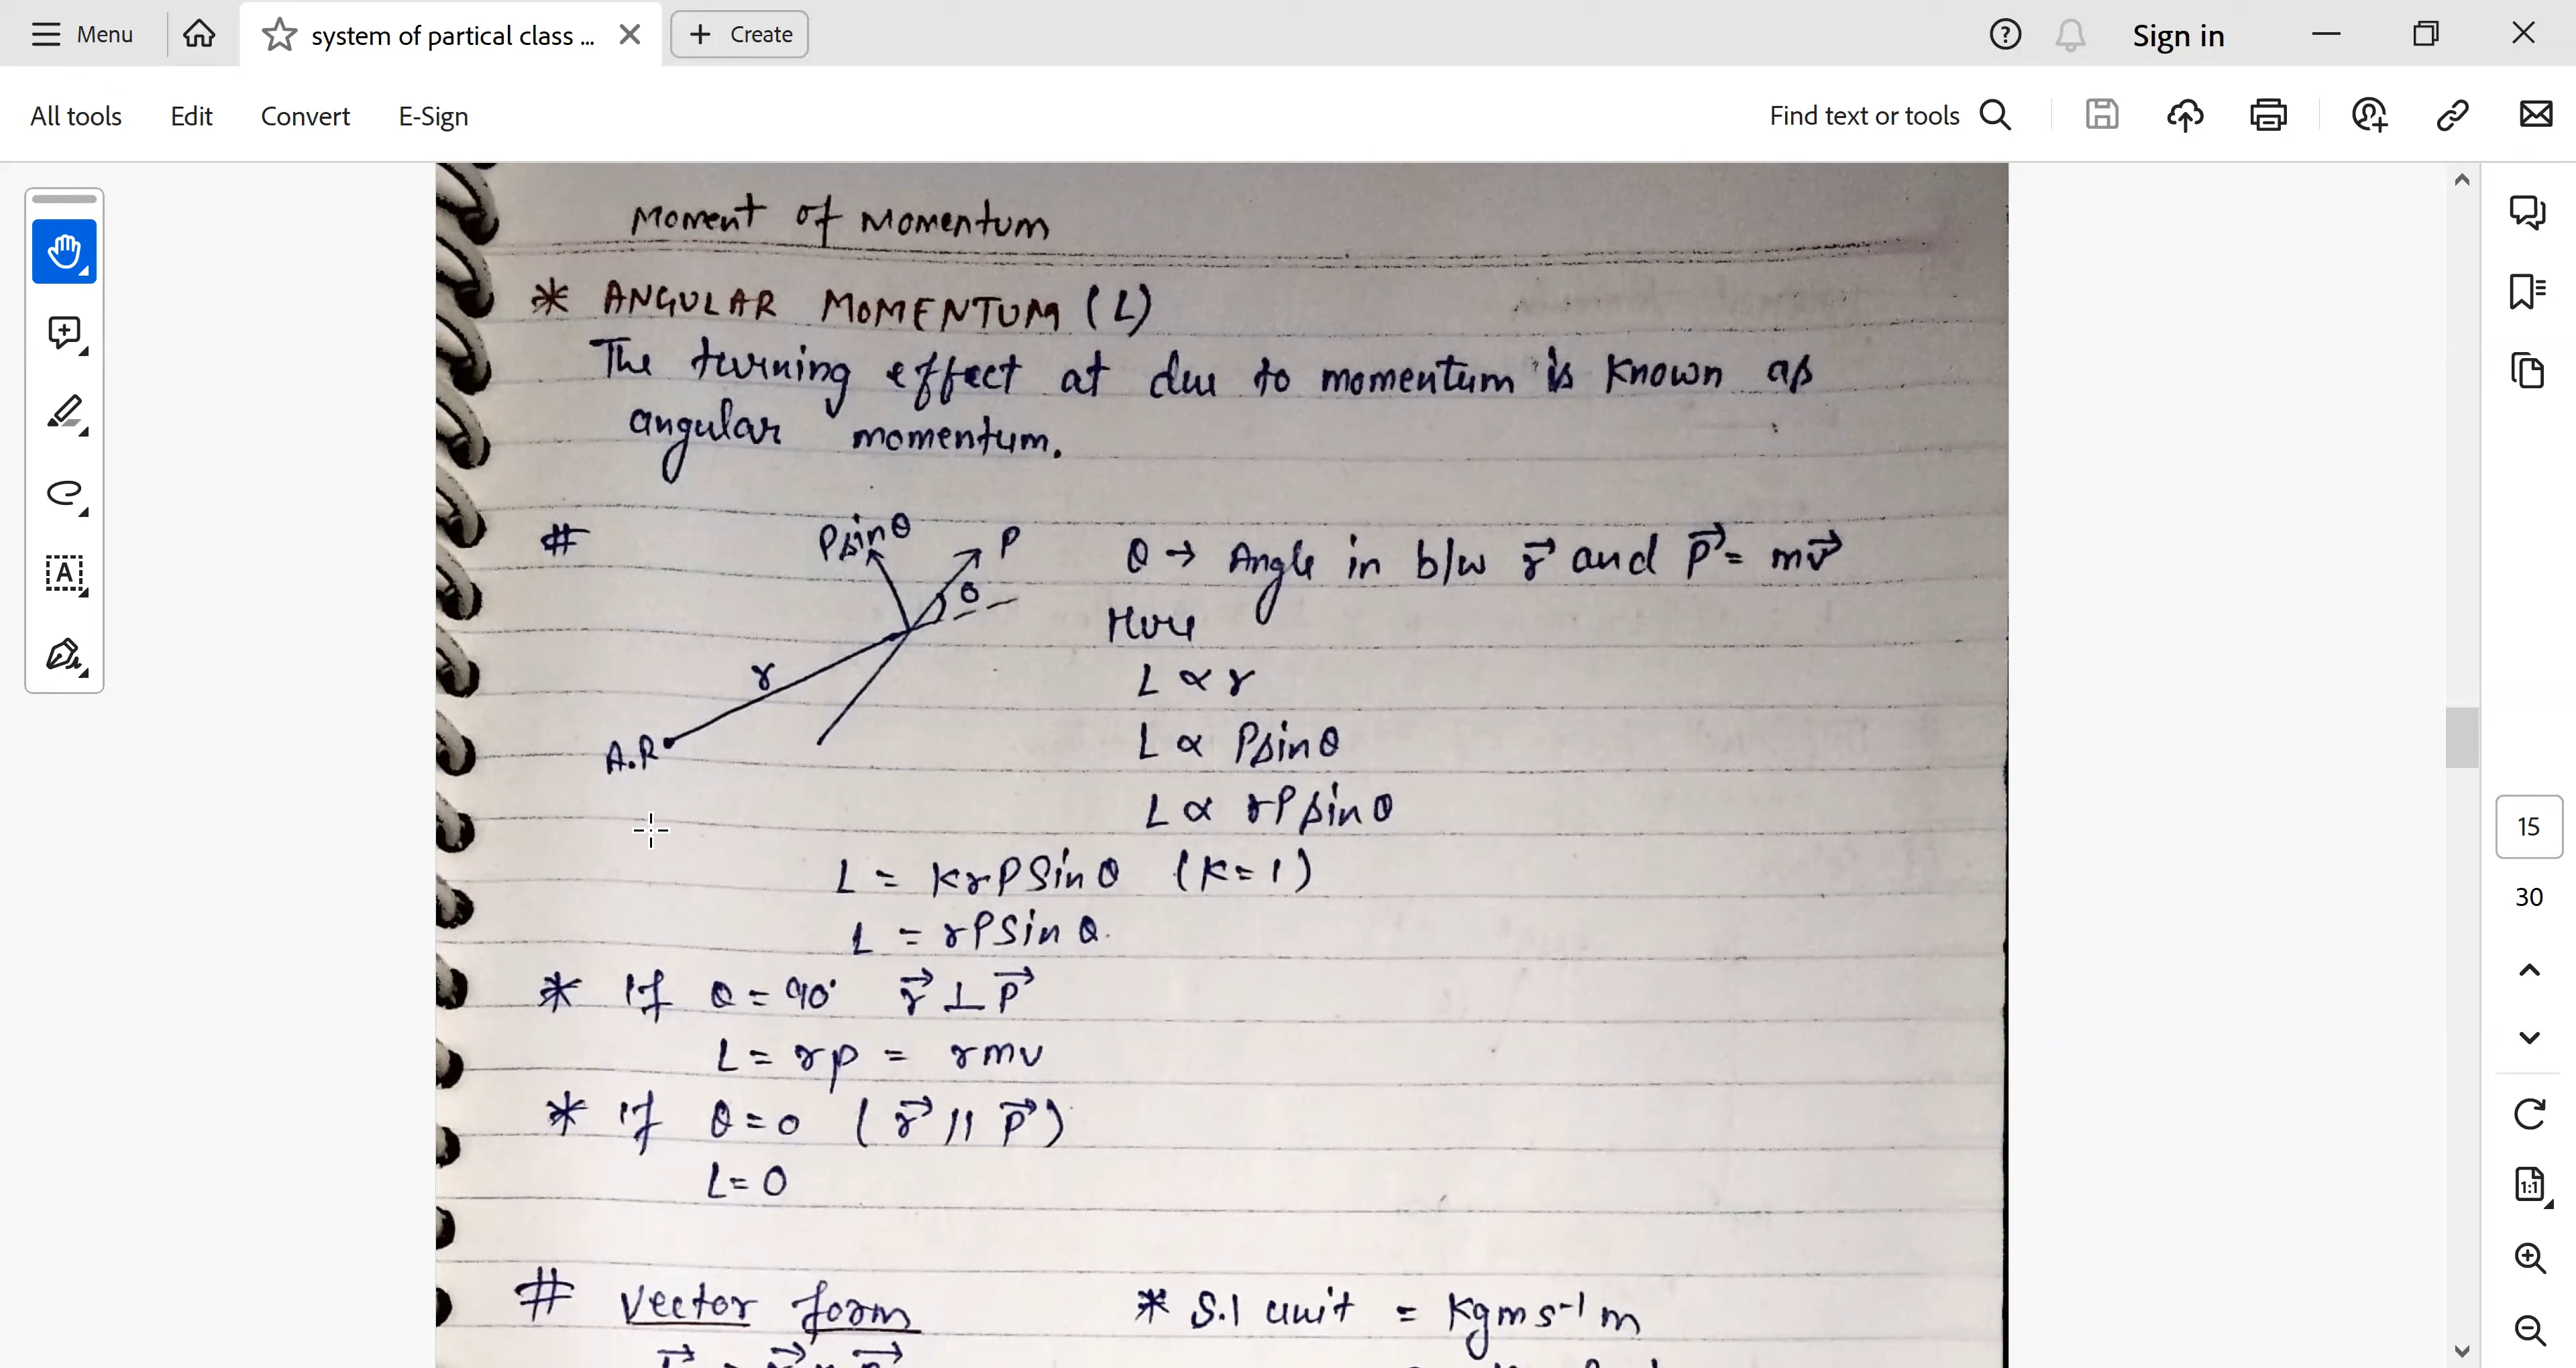 Menu
system of partical class ...
Create
Sign in
All tools
Edit
Convert
E-Sign
Find text or tools
Moment of Momentum
* ANGULAR MOMENTUM (L)
The turning effect at due to momentum is known as
angular momentum.
# Psinθ P θ → Angle in b/w r⃗ and P⃗ = mv⃗
θ
Here
r L ∝ r
A.R L ∝ Psinθ
L ∝ rPsinθ
L = KrPSinθ (K=1)
L = rPSinθ.
* If θ = 90° r⃗ ⊥ P⃗
L = rp = rmv
* if θ = 0 (r⃗ || P⃗)
L = 0
# Vector form * S.I unit = Kgms⁻¹m
15
30
1:1
A